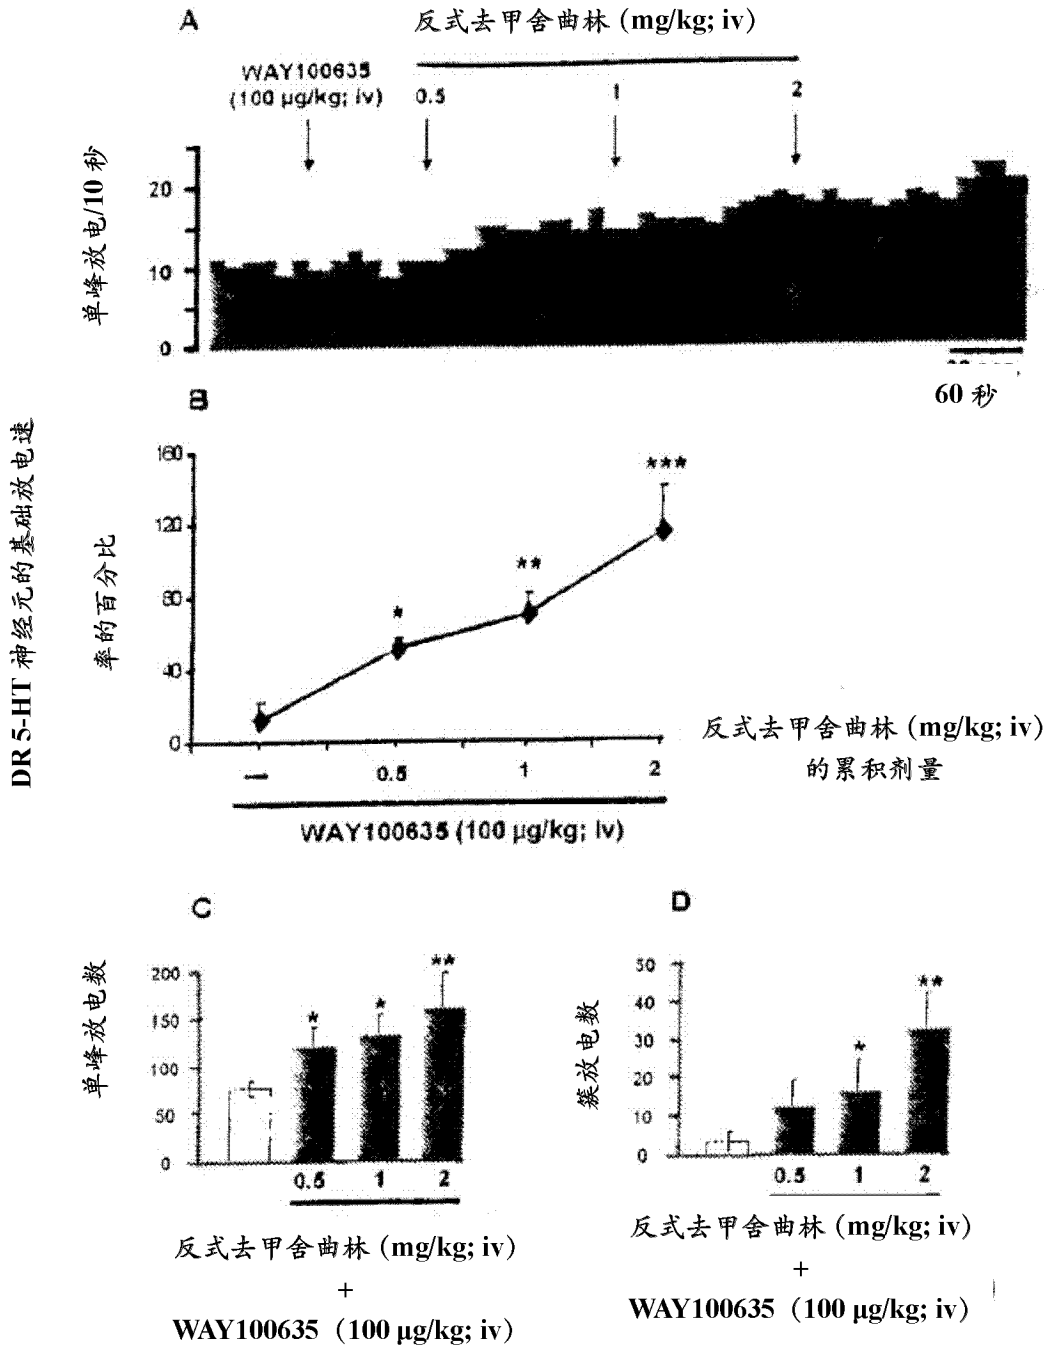 A
反式去甲舍曲林 (mg/kg; iv)
WAY100635
(100 µg/kg; iv)
0.5
1
2
单峰放电/10 秒
20
10
0
60 秒
B
DR 5-HT 神经元的基础放电速
率的百分比
160
120
80
40
0
*
**
***
0.5
1
2
反式去甲舍曲林 (mg/kg; iv)
的累积剂量
WAY100635 (100 µg/kg; iv)
C
单峰放电数
200
150
100
50
0
*
*
**
0.5
1
2
反式去甲舍曲林 (mg/kg; iv)
+
WAY100635 (100 µg/kg; iv)
D
簇放电数
50
40
30
20
10
0
*
**
0.5
1
2
反式去甲舍曲林 (mg/kg; iv)
+
WAY100635 (100 µg/kg; iv)